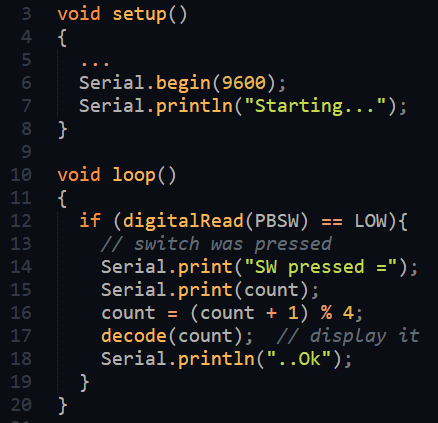 3 void setup()
4 {
5   ...
6   Serial.begin(9600);
7   Serial.println("Starting...");
8 }
9
10 void loop()
11 {
12   if (digitalRead(PBSW) == LOW){
13     // switch was pressed
14     Serial.print("SW pressed =");
15     Serial.print(count);
16     count = (count + 1) % 4;
17     decode(count);  // display it
18     Serial.println("..Ok");
19   }
20 }